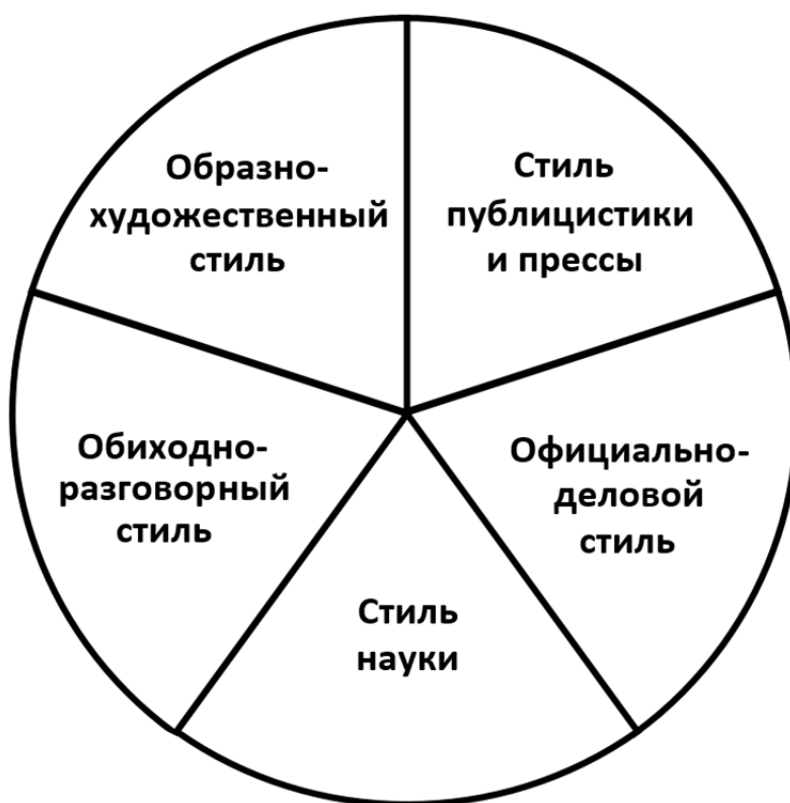 Образно-
художественный
стиль
Стиль
публицистики
и прессы
Обиходно-
разговорный
стиль
Официально-
деловой
стиль
Стиль
науки